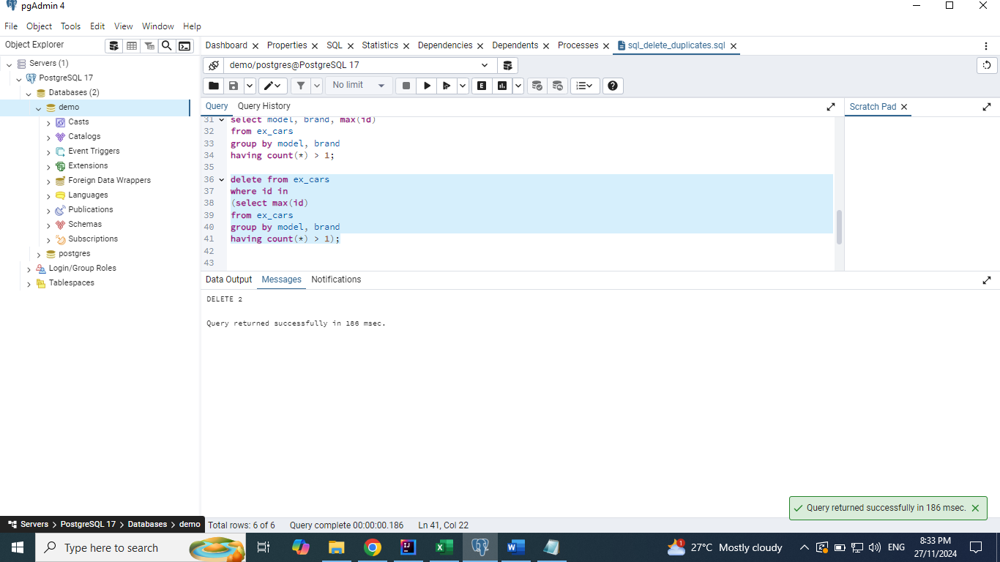 pgAdmin 4
File Object Tools Edit View Window Help
Object Explorer
Dashboard Properties SQL Statistics Dependencies Dependents Processes sql_delete_duplicates.sql
Servers (1)
PostgreSQL 17
Databases (2)
demo
Casts
Catalogs
Event Triggers
Extensions
Foreign Data Wrappers
Languages
Publications
Schemas
Subscriptions
postgres
Login/Group Roles
Tablespaces
demo/postgres@PostgreSQL 17
No limit
E
Query Query History
Scratch Pad
31 select model, brand, max(id)
32 from ex_cars
33 group by model, brand
34 having count(*) > 1;
35
36 delete from ex_cars
37 where id in
38 (select max(id)
39 from ex_cars
40 group by model, brand
41 having count(*) > 1);
42
43
Data Output Messages Notifications
DELETE 2
Query returned successfully in 186 msec.
Query returned successfully in 186 msec.
Servers > PostgreSQL 17 > Databases > demo
Total rows: 6 of 6 Query complete 00:00:00.186 Ln 41, Col 22
Type here to search
1
27°C Mostly cloudy
ENG
8:33 PM
27/11/2024